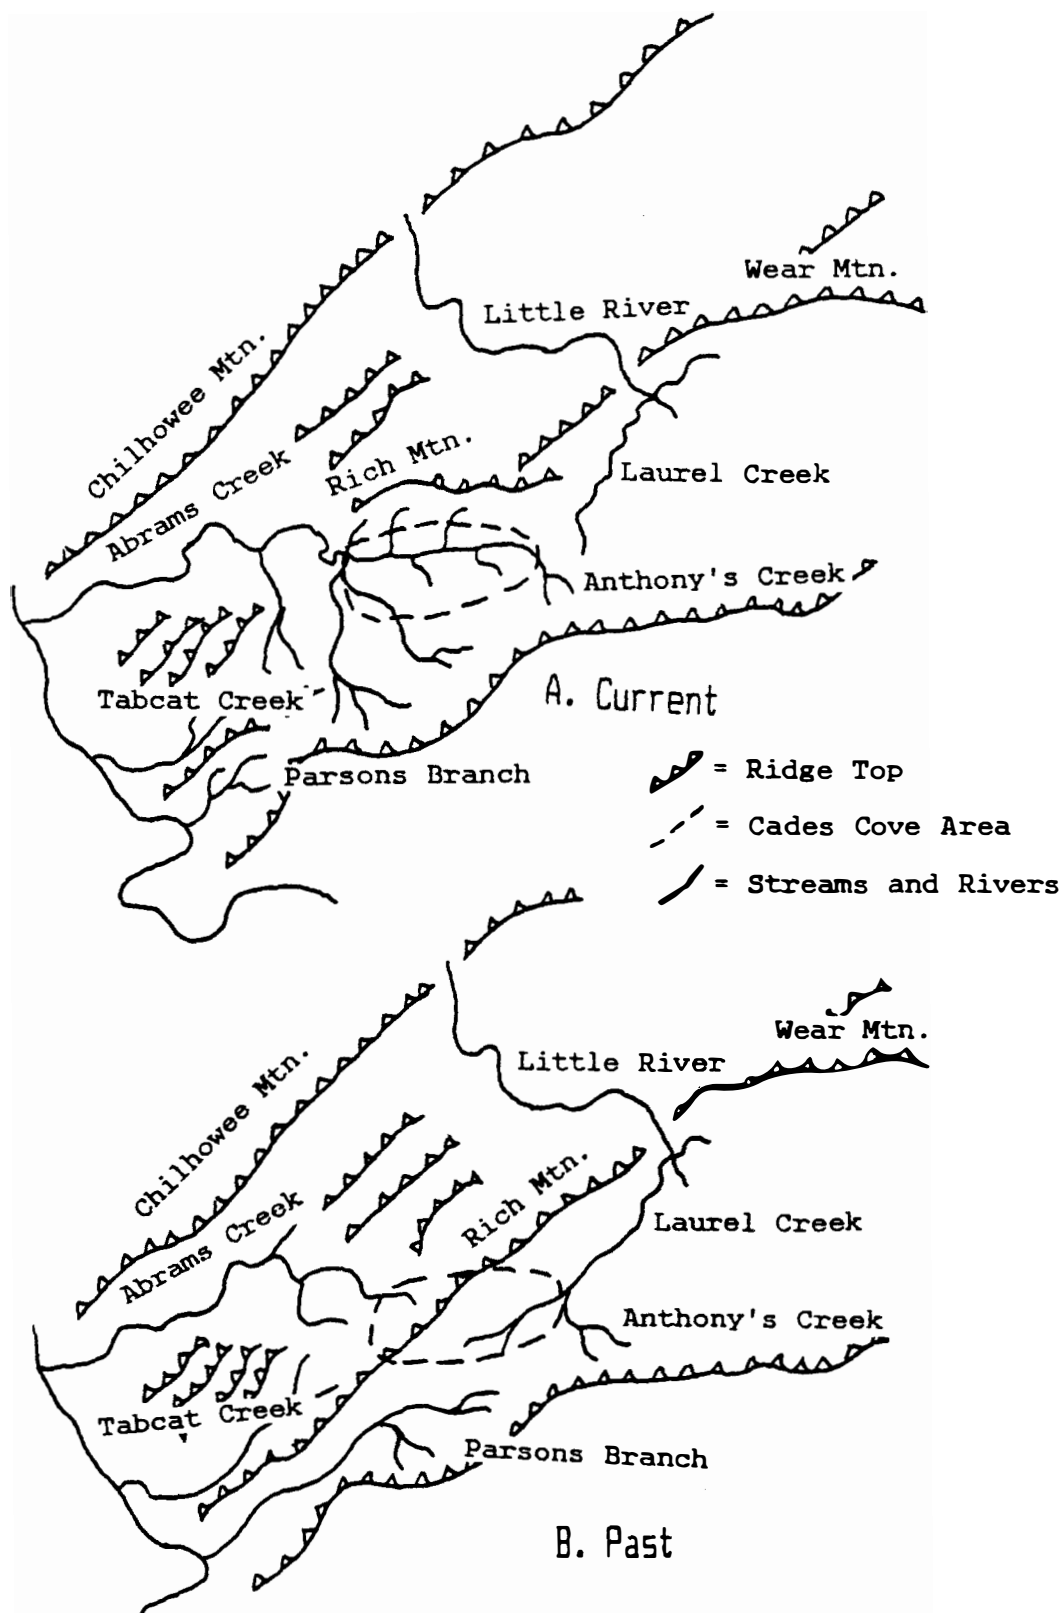 Wear Mtn.
Little River
Chilhowee Mtn.
Abrams Creek
Rich Mtn.
Laurel Creek
Anthony's Creek
Tabcat Creek
A. Current
Parsons Branch
= Ridge Top
= Cades Cove Area
= Streams and Rivers
Wear Mtn.
Little River
Chilhowee Mtn.
Rich Mtn.
Abrams Creek
Laurel Creek
Anthony's Creek
Tabcat Creek
Parsons Branch
B. Past